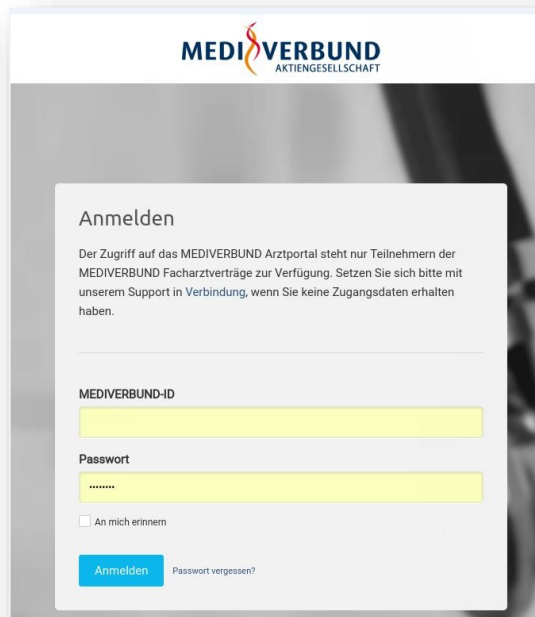 MEDIVERBUND
AKTIENGESELLSCHAFT
Anmelden
Der Zugriff auf das MEDIVERBUND Arztportal steht nur Teilnehmern der
MEDIVERBUND Facharztverträge zur Verfügung. Setzen Sie sich bitte mit
unserem Support in Verbindung, wenn Sie keine Zugangsdaten erhalten
haben.
MEDIVERBUND-ID
Passwort
••••••••
An mich erinnern
Anmelden Passwort vergessen?